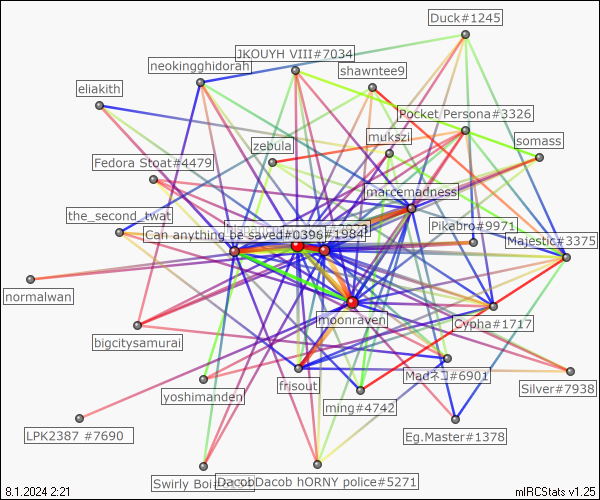 Duck#1245
JKOUYH VIII#7034
neokingghidorah
shawntee9
eliakith
Pocket Persona#3326
mukszi
somass
zebula
Fedora Stoat#4479
marcemadness
the_second_twat
Pikabro#9971
Can anything be saved#0396#1984
Majestic#3375
normalwan
moonraven
Cypha#1717
bigcitysamurai
Madネコ#6901
frisout
Silver#7938
yoshimanden
ming#4742
LPK2387 #7690
Eg.Master#1378
Swirly Boi
DacobDacob hORNY police#5271
8.1.2024 2:21
mIRCStats v1.25